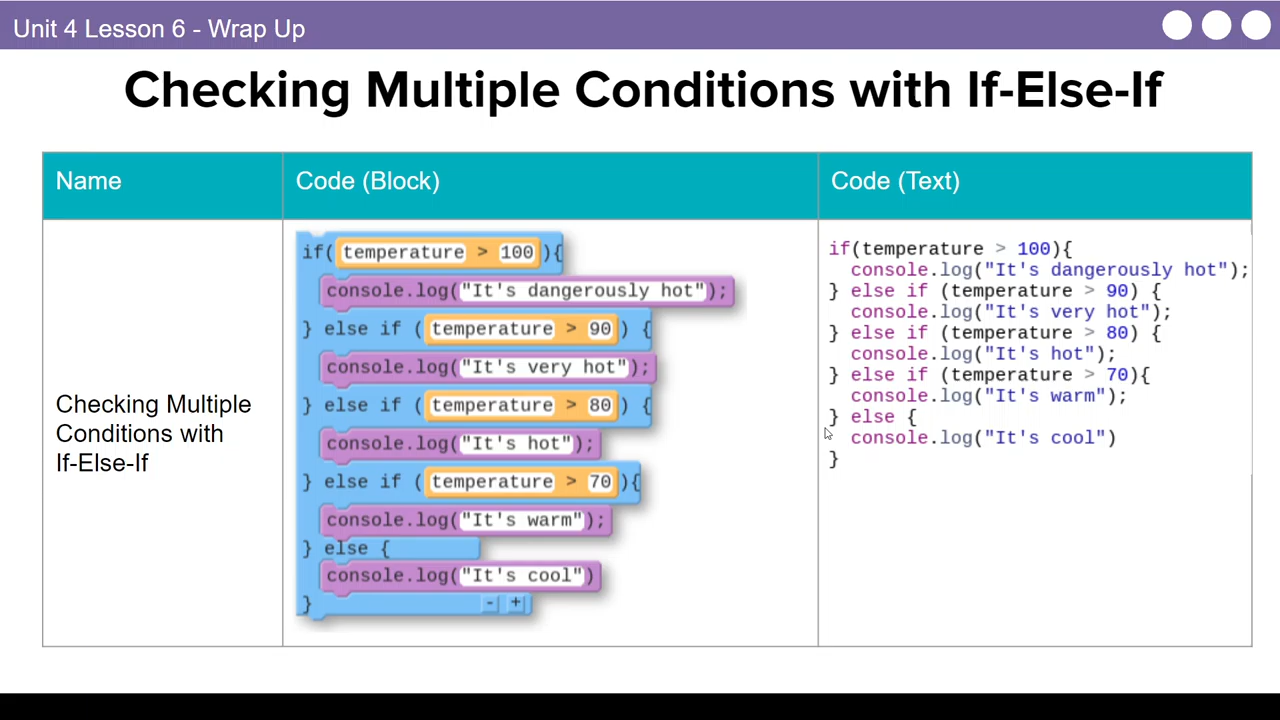 Unit 4 Lesson 6 - Wrap Up
Checking Multiple Conditions with If-Else-If
Name
Code (Block)
Code (Text)
Checking Multiple
Conditions with
If-Else-If
if( temperature > 100 ){
console.log("It's dangerously hot");
} else if ( temperature > 90 ) {
console.log("It's very hot");
} else if ( temperature > 80 ) {
console.log("It's hot");
} else if ( temperature > 70 ){
console.log("It's warm");
} else {
console.log("It's cool")
} - +
if(temperature > 100){
console.log("It's dangerously hot");
} else if (temperature > 90) {
console.log("It's very hot");
} else if (temperature > 80) {
console.log("It's hot");
} else if (temperature > 70){
console.log("It's warm");
} else {
console.log("It's cool")
}